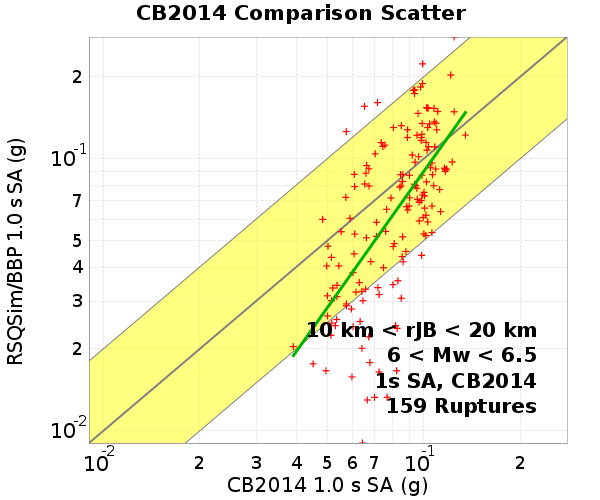 CB2014 Comparison Scatter
RSQSim/BBP 1.0 s SA (g)
2
10-1
7
5
4
3
2
10-2
10 km < rJB < 20 km
6 < Mw < 6.5
1s SA, CB2014
159 Ruptures
10-2 2 3 4 5 6 7 10-1 2
CB2014 1.0 s SA (g)